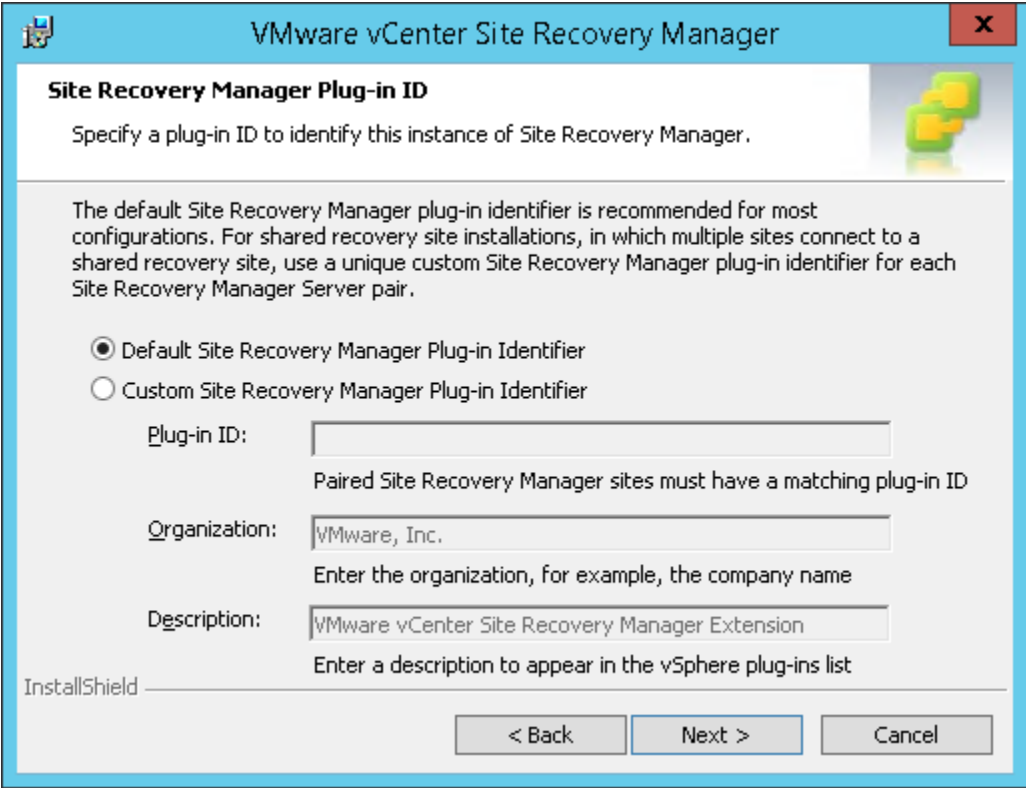 VMware vCenter Site Recovery Manager
x
Site Recovery Manager Plug-in ID
Specify a plug-in ID to identify this instance of Site Recovery Manager.
The default Site Recovery Manager plug-in identifier is recommended for most
configurations. For shared recovery site installations, in which multiple sites connect to a
shared recovery site, use a unique custom Site Recovery Manager plug-in identifier for each
Site Recovery Manager Server pair.
Default Site Recovery Manager Plug-in Identifier
Custom Site Recovery Manager Plug-in Identifier
Plug-in ID:
Paired Site Recovery Manager sites must have a matching plug-in ID
Organization: VMware, Inc.
Enter the organization, for example, the company name
Description: VMware vCenter Site Recovery Manager Extension
Enter a description to appear in the vSphere plug-ins list
InstallShield
< Back Next > Cancel